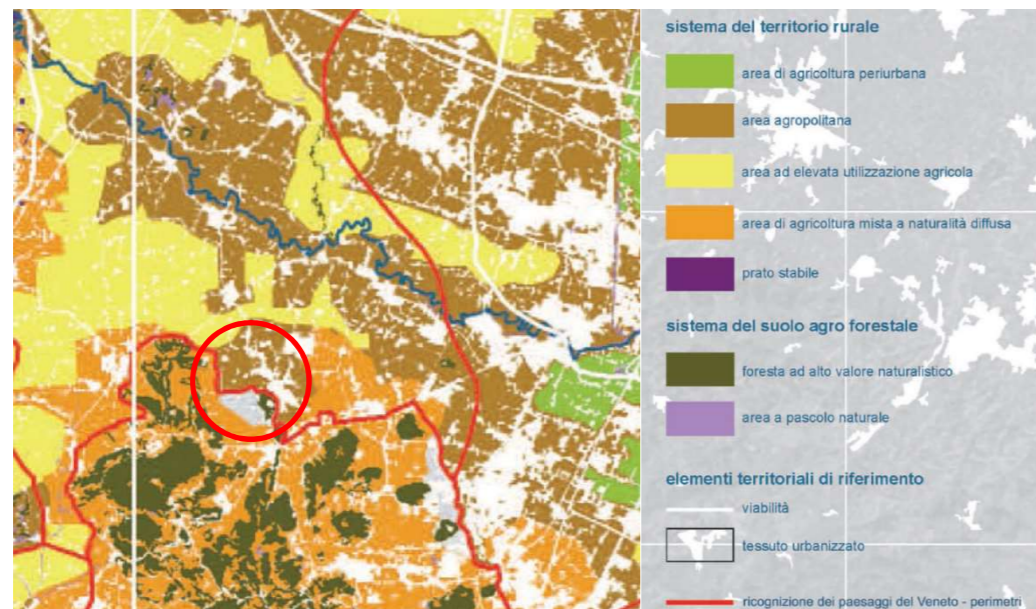 sistema del territorio rurale
area di agricoltura periurbana
area agropolitana
area ad elevata utilizzazione agricola
area di agricoltura mista a naturalità diffusa
prato stabile
sistema del suolo agro forestale
foresta ad alto valore naturalistico
area a pascolo naturale
elementi territoriali di riferimento
viabilità
tessuto urbanizzato
ricognizione dei paesaggi del Veneto - perimetri